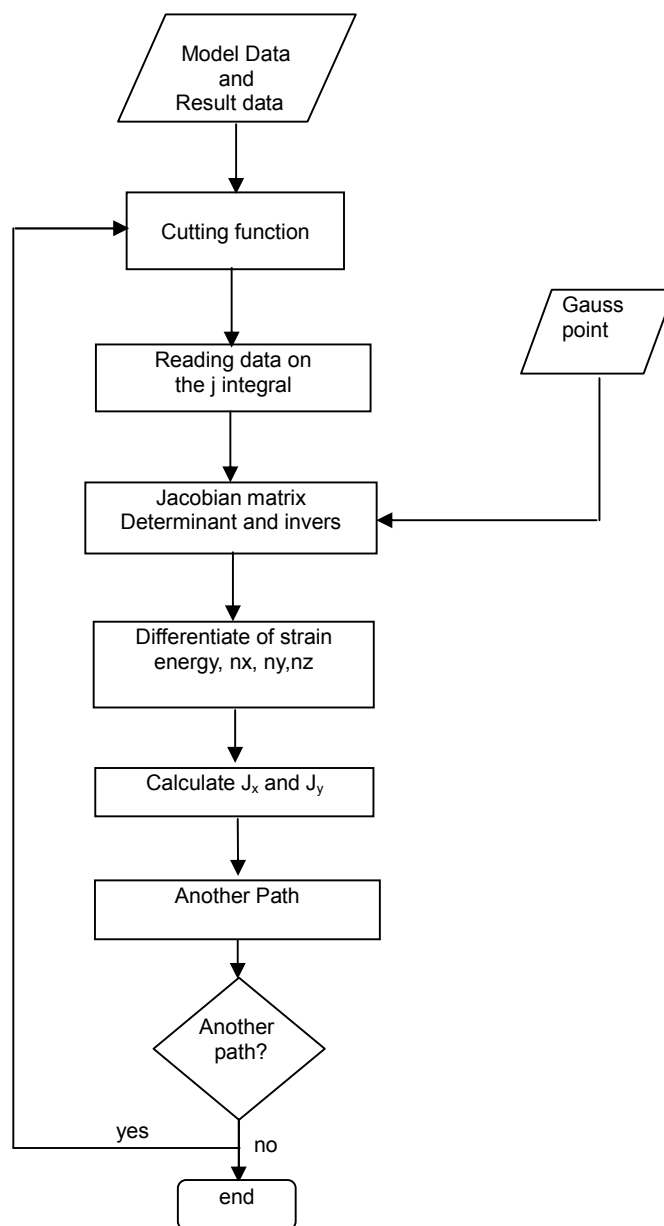 Model Data
and
Result data
Cutting function
Gauss
point
Reading data on
the j integral
Jacobian matrix
Determinant and invers
Differentiate of strain
energy, nx, ny,nz
Calculate Jx and Jy
Another Path
Another
path?
yes
no
end